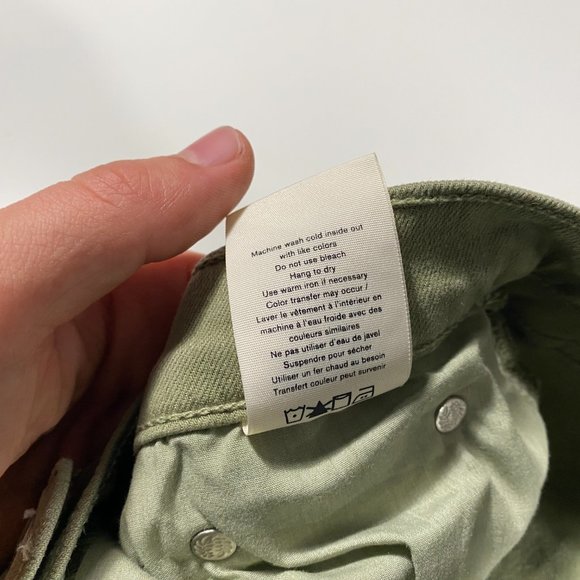 Machine wash cold inside out
with like colors
Do not use bleach
Hang to dry
Use warm iron if necessary
Color transfer may occur /
Laver le vêtement à l'intérieur en
machine à l'eau froide avec des
couleurs similaires
Ne pas utiliser d'eau de javel
Suspendre pour sécher
Utiliser un fer chaud au besoin
Transfert couleur peut survenir